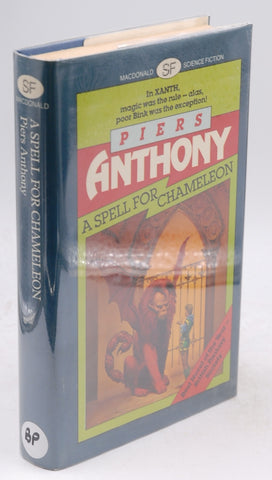 SF
MACDONALD
A SPELL FOR CHAMELEON
Piers Anthony
BP
MACDONALD SF SCIENCE FICTION
In XANTH,
magic was the rule – alas,
poor Bink was the exception!
PIERS
ANTHONY
A SPELL FOR
CHAMELEON